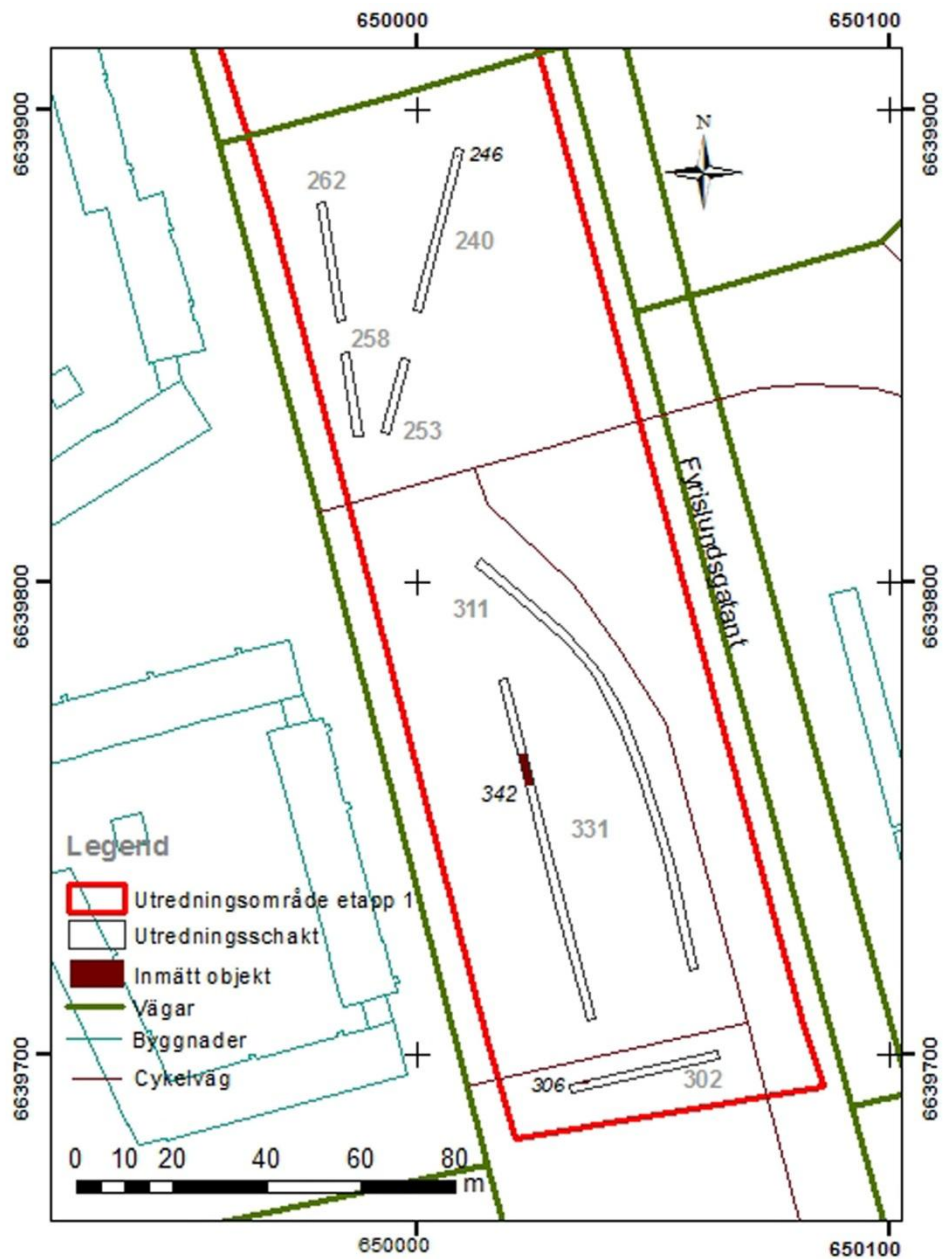 650000 650100
6639900 6639900
N
246
262
240
258
253
Fyrislundsgatant
6639800 6639800
311
342
331
Legend
Utredningsområde etapp 1
Utredningsschakt
Inmätt objekt
Vägar
Byggnader
Cykelväg
6639700 6639700
306 302
0 10 20 40 60 80
m
650000 650100